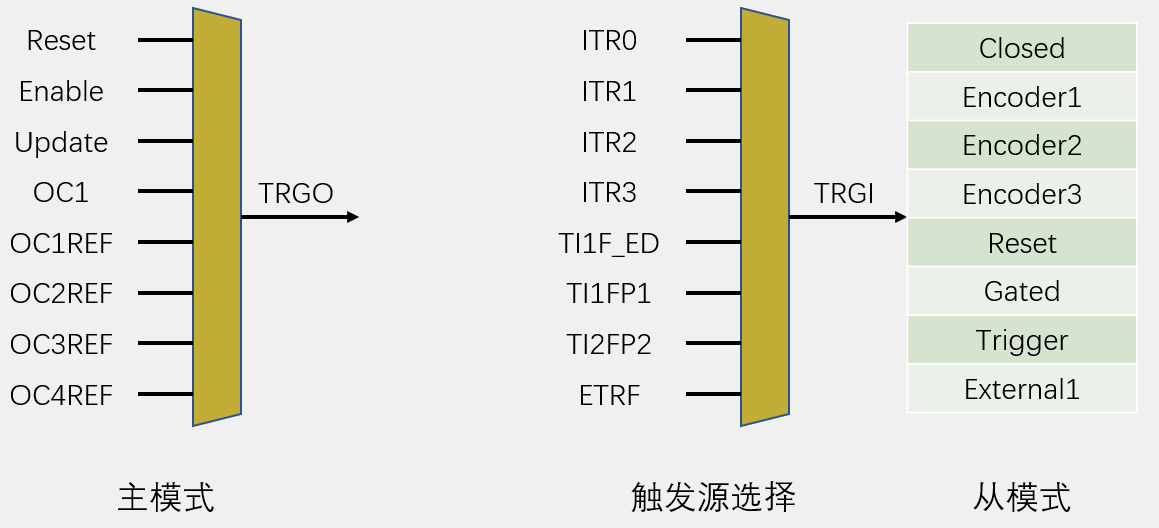 Reset
Enable
Update
OC1
OC1REF
OC2REF
OC3REF
OC4REF
TRGO
主模式
ITR0
ITR1
ITR2
ITR3
TI1F_ED
TI1FP1
TI2FP2
ETRF
TRGI
触发源选择
Closed
Encoder1
Encoder2
Encoder3
Reset
Gated
Trigger
External1
从模式